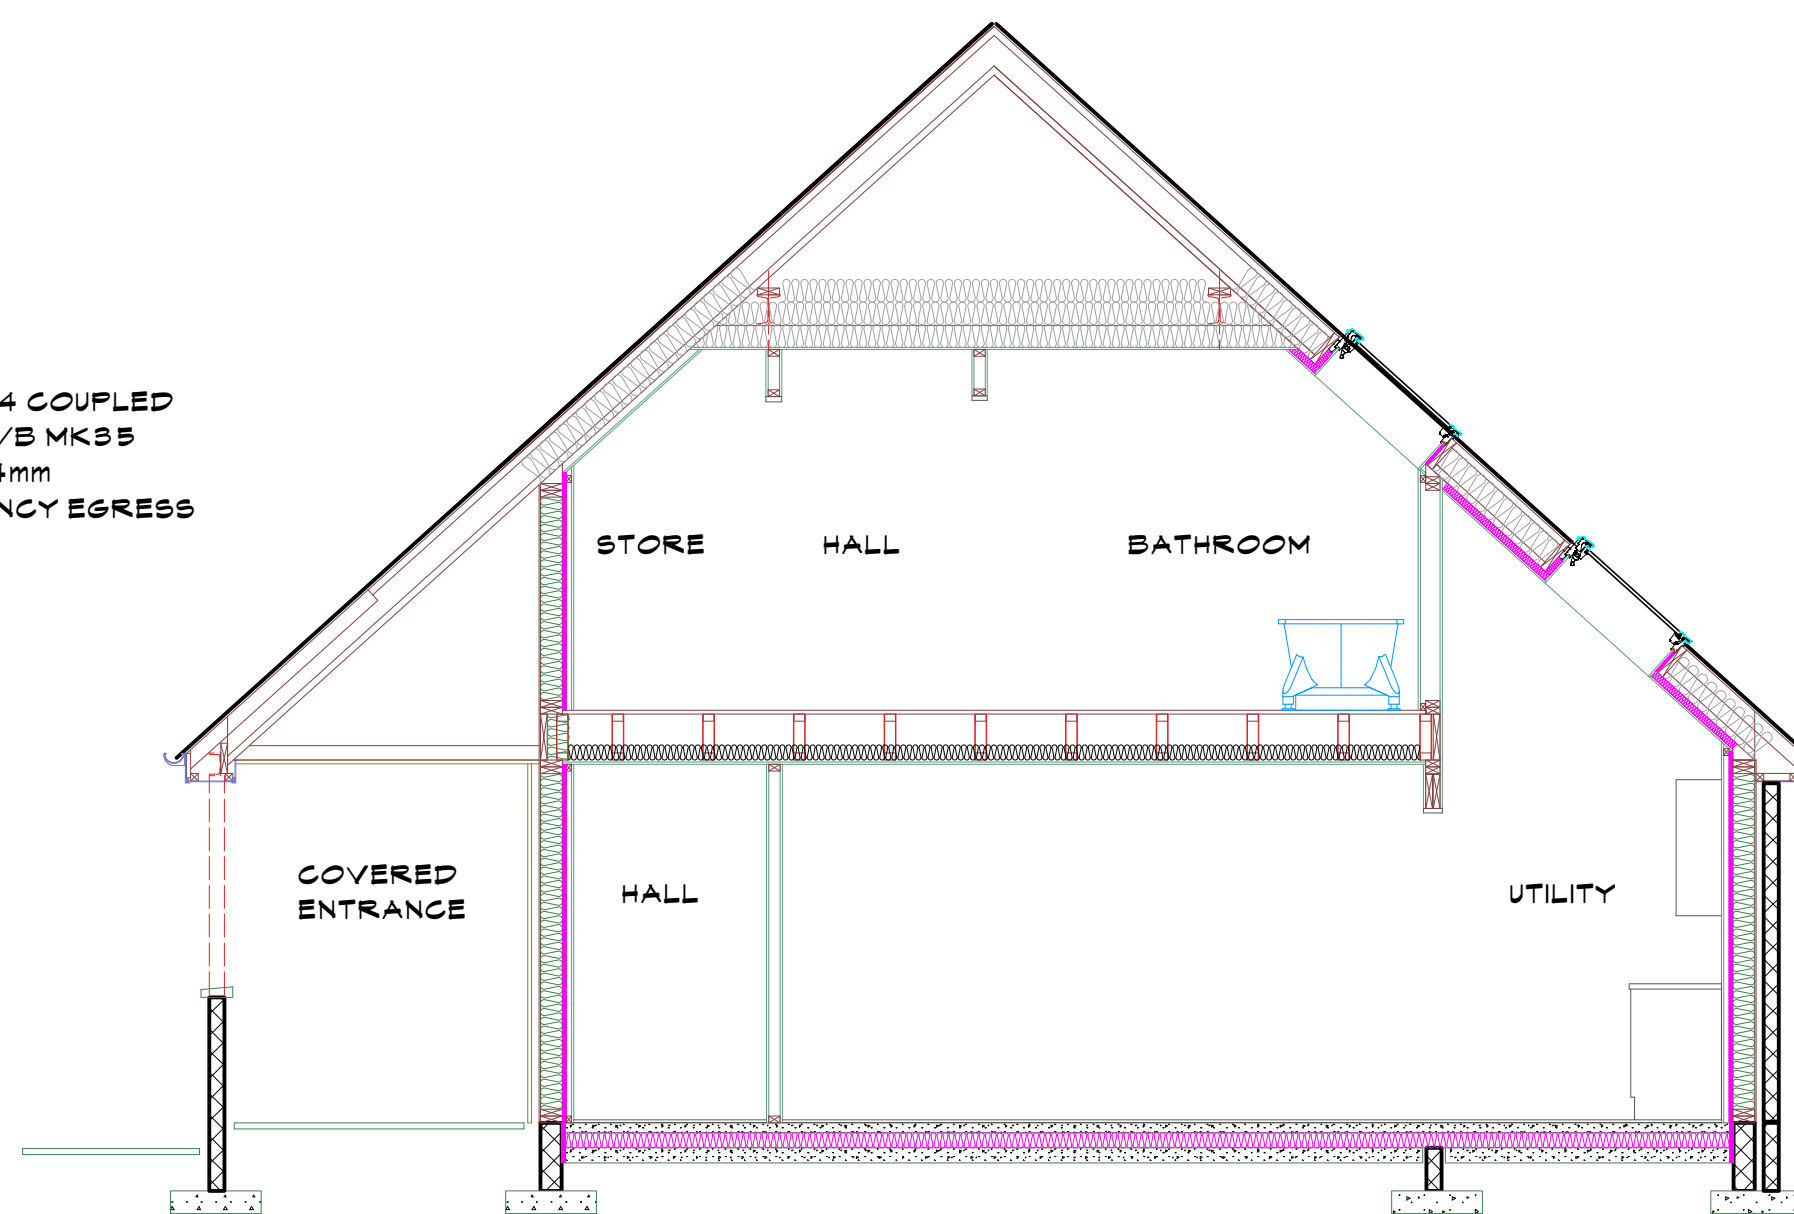 4 COUPLED
/B MK35
4mm
NCY EGRESS
STORE HALL BATHROOM
COVERED
ENTRANCE
HALL
UTILITY